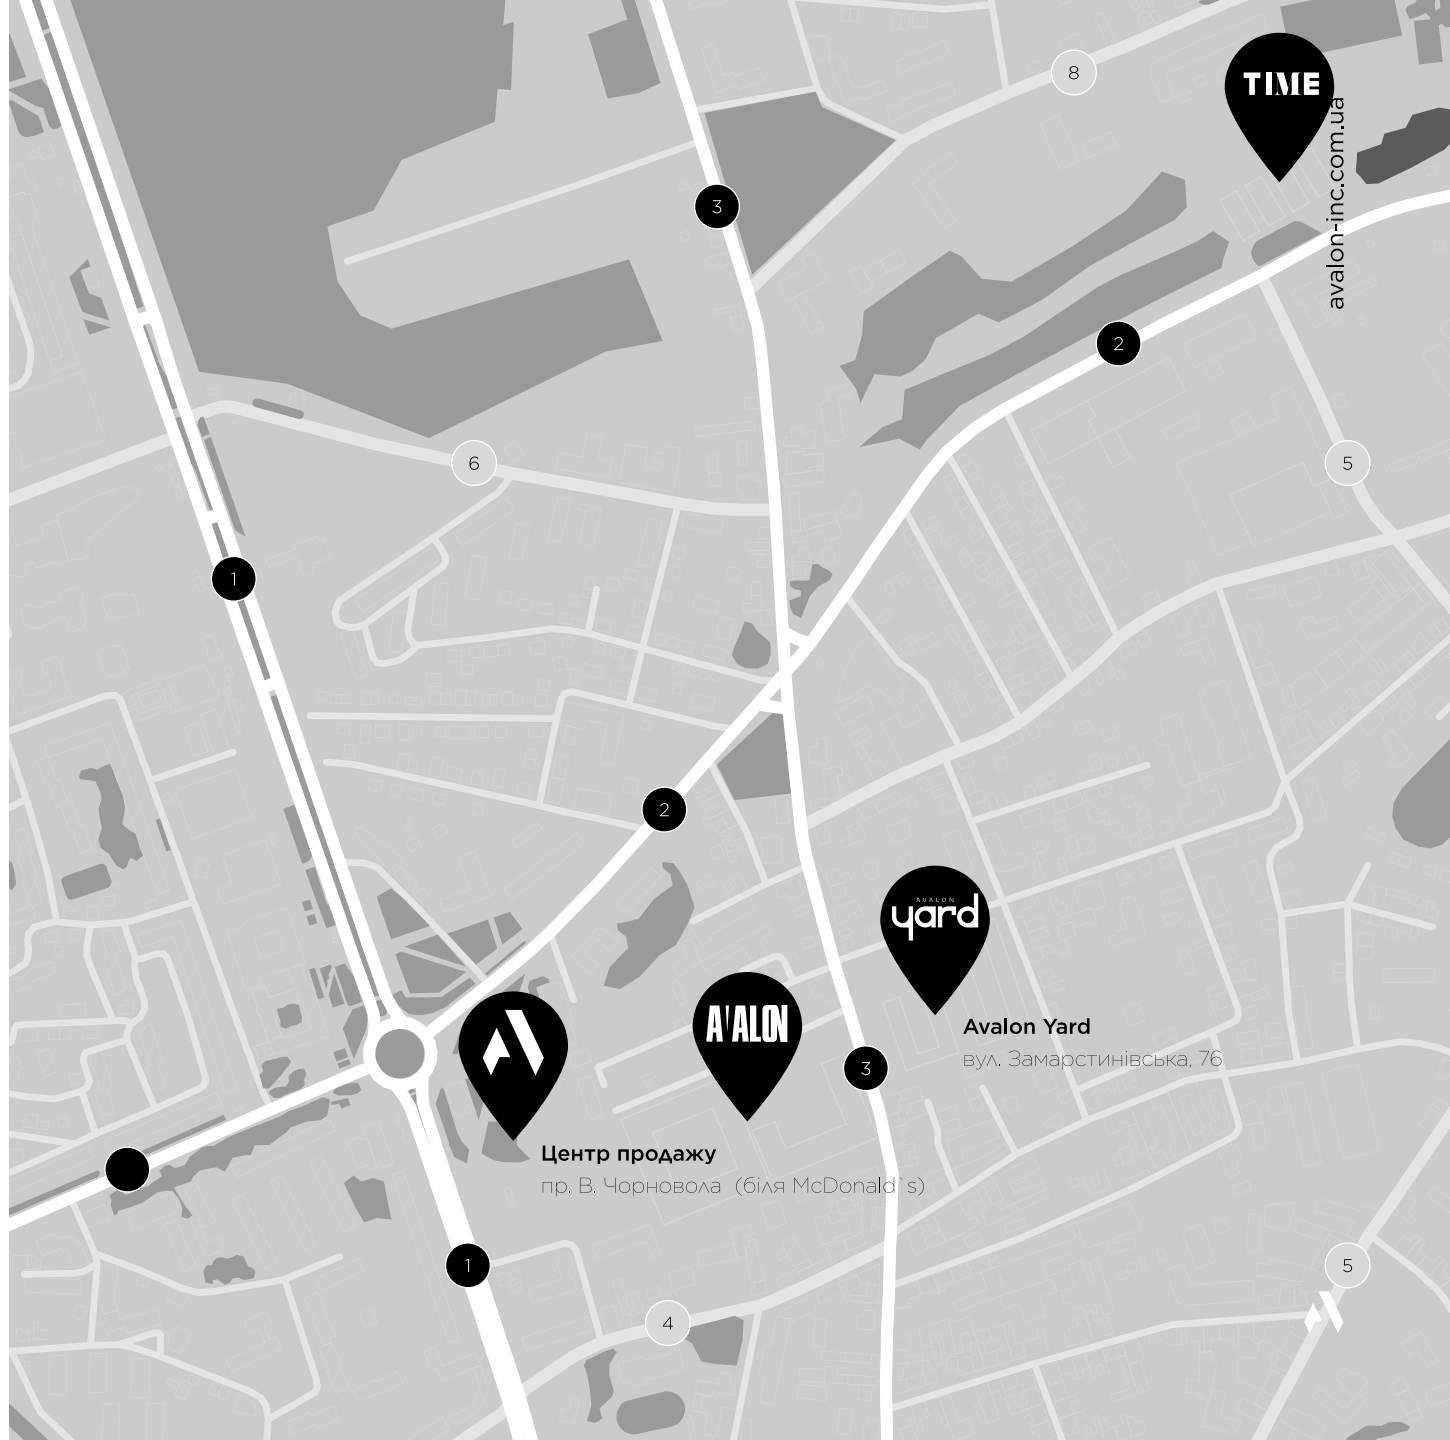 8
TIME
avalon-inc.com.ua
3
2
6
5
1
2
AVALON
yard
A'ALON
Avalon Yard
вул. Замарстинівська, 76
3
Центр продажу
пр. В. Чорновола (біля McDonald`s)
1
5
4